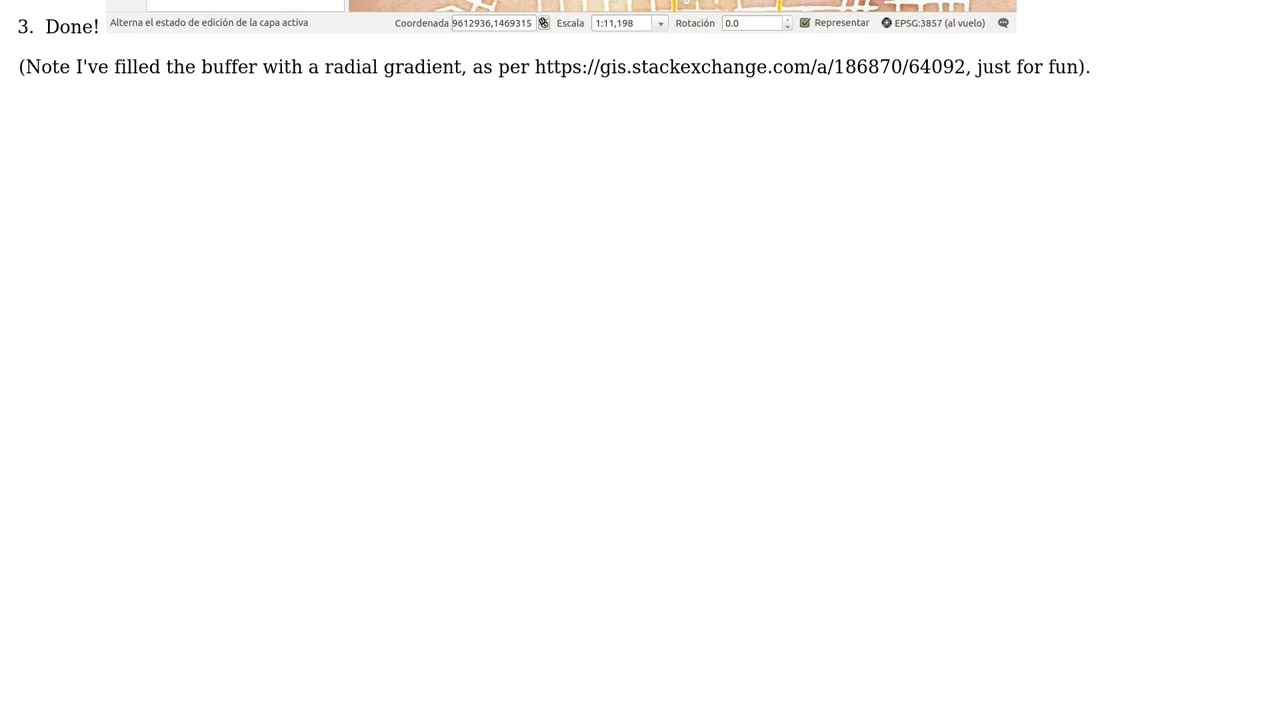 3. Done! Alterna el estado de edición de la capa activa Coordenada 9612936,1469315 Escala 1:11,198 Rotación 0.0 Representar EPSG:3857 (al vuelo)
(Note I've filled the buffer with a radial gradient, as per https://gis.stackexchange.com/a/186870/64092, just for fun).